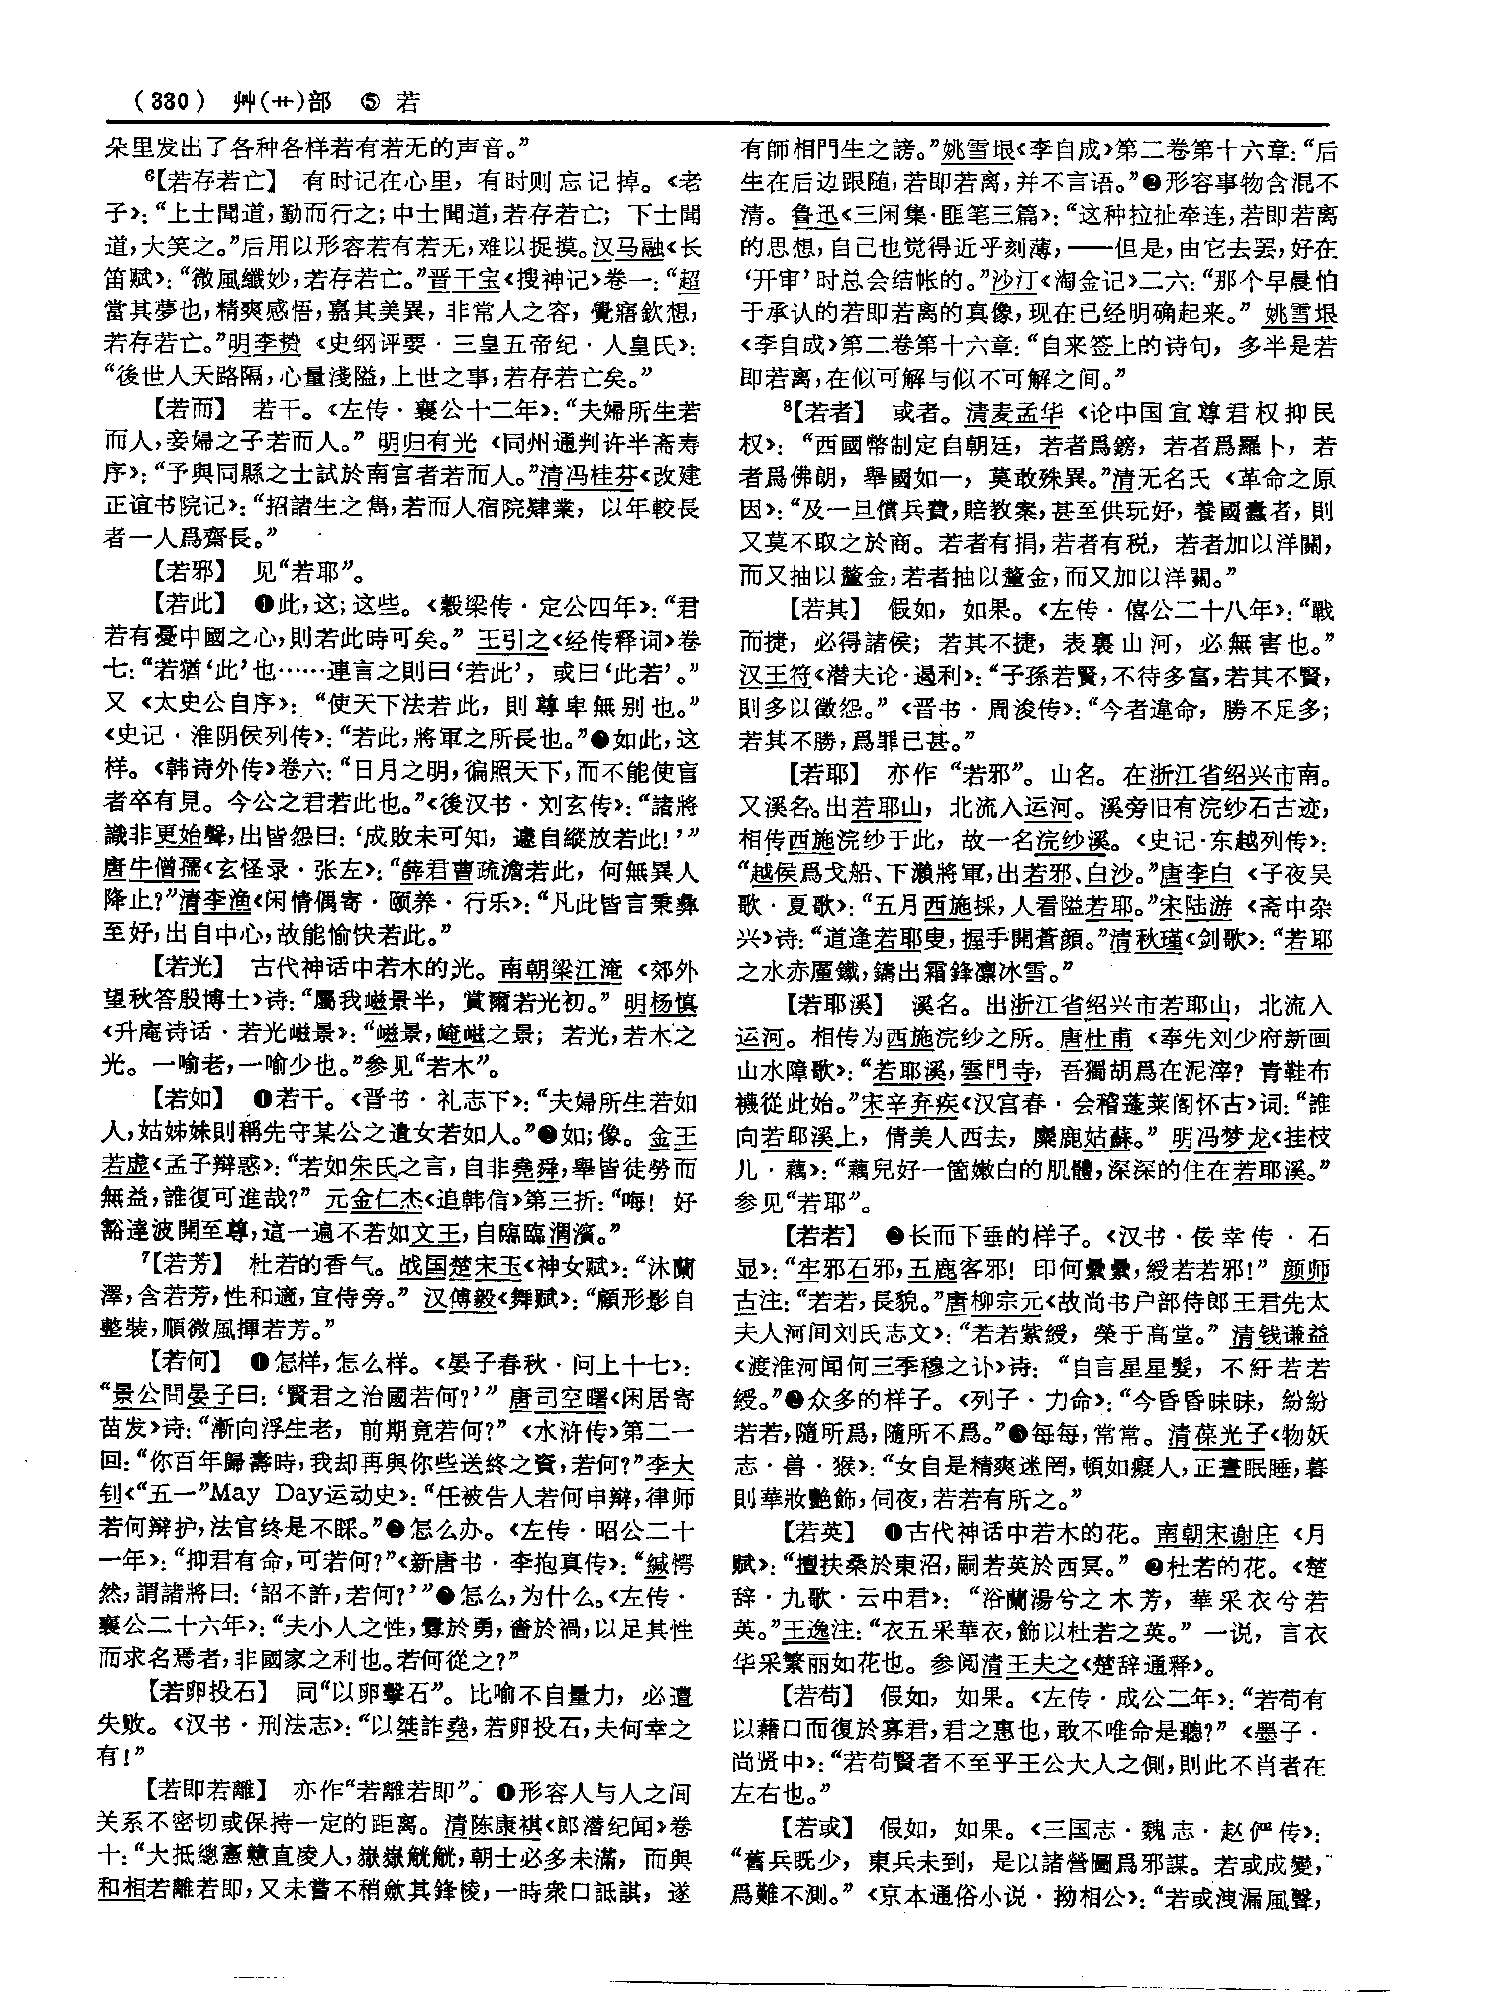 （330） 艸(艹)部 ⑤ 若
朵里发出了各种各样若有若无的声音。”
⁶【若存若亡】 有时记在心里，有时则忘记掉。《老
子》：“上士聞道，勤而行之；中士聞道，若存若亡；下士聞
道，大笑之。”后用以形容若有若无，难以捉摸。汉马融《长
笛赋》：“微風纖妙，若存若亡。”晋干宝《搜神记》卷一：“超
當其夢也，精爽感悟，嘉其美異，非常人之容，覺寤欽想，
若存若亡。”明李贽《史纲评要·三皇五帝纪·人皇氏》：
“後世人天路隔，心量淺隘，上世之事，若存若亡矣。”
【若而】 若干。《左传·襄公十二年》：“夫婦所生若
而人，妾婦之子若而人。”明归有光《同州通判许半斋寿
序》：“予與同縣之士試於南宫者若而人。”清冯桂芬《改建
正谊书院记》：“招諸生之雋，若而人宿院肄業，以年較長
者一人爲齋長。”
【若邪】 见“若耶”。
【若此】 ❶此，这；这些。《穀梁传·定公四年》：“君
若有憂中國之心，則若此時可矣。”王引之《经传释词》卷
七：“若猶‘此’也……連言之則曰‘若此’，或曰‘此若’。”
又《太史公自序》：“使天下法若此，則尊卑無别也。”
《史记·淮阴侯列传》：“若此，將軍之所長也。”❷如此，这
样。《韩诗外传》卷六：“日月之明，徧照天下，而不能使盲
者卒有見。今公之君若此也。”《後汉书·刘玄传》：“諸將
識非更始聲，出皆怨曰：‘成敗未可知，遽自縱放若此！’”
唐牛僧孺《玄怪录·张左》：“薛君曹疏澹若此，何無異人
降止？”清李渔《闲情偶寄·颐养·行乐》：“凡此皆言秉彝
至好，出自中心，故能愉快若此。”
【若光】 古代神话中若木的光。南朝梁江淹《郊外
望秋答殷博士》诗：“屬我嵫景半，賞爾若光初。”明杨慎
《升庵诗话·若光嵫景》：“嵫景，崦嵫之景；若光，若木之
光。一喻老，一喻少也。”参见“若木”。
【若如】 ❶若干。《晋书·礼志下》：“夫婦所生若如
人，姑姊妹則稱先守某公之遺女若如人。”❷如；像。金王
若虚《孟子辩惑》：“若如朱氏之言，自非堯舜，舉皆徒勞而
無益，誰復可進哉？”元金仁杰《追韩信》第三折：“嗨！好
豁達波開至尊，這一遍不若如文王，自臨臨渭濱。”
⁷【若芳】 杜若的香气。战国楚宋玉《神女赋》：“沐蘭
澤，含若芳，性和適，宜侍旁。”汉傅毅《舞赋》：“顧形影自
整裝，順微風揮若芳。”
【若何】 ❶怎样，怎么样。《晏子春秋·问上十七》：
“景公問晏子曰：‘賢君之治國若何？’”唐司空曙《闲居寄
苗发》诗：“漸向浮生老，前期竟若何？”《水浒传》第二一
回：“你百年歸壽時，我却再與你些送終之資，若何？”李大
钊《“五一”May Day运动史》：“任被告人若何申辩，律师
若何辩护，法官终是不睬。”❷怎么办。《左传·昭公二十
一年》：“抑君有命，可若何？”《新唐书·李抱真传》：“緘愕
然，謂諸將曰：‘詔不許，若何？’”❸怎么，为什么。《左传·
襄公二十六年》：“夫小人之性，釁於勇，嗇於禍，以足其性
而求名焉者，非國家之利也。若何從之？”
【若卵投石】 同“以卵擊石”。比喻不自量力，必遭
失败。《汉书·刑法志》：“以桀詐堯，若卵投石，夫何幸之
有！”
【若即若離】 亦作“若離若即”。❶形容人与人之间
关系不密切或保持一定的距离。清陈康祺《郎潜纪闻》卷
十：“大抵總憲戇直凌人，嶽嶽觥觥，朝士必多未滿，而與
和相若離若即，又未嘗不稍斂其鋒棱，一時衆口詆諆，遂
有師相門生之謗。”姚雪垠《李自成》第二卷第十六章：“后
生在后边跟随，若即若离，并不言语。”❷形容事物含混不
清。鲁迅《三闲集·匪笔三篇》：“这种拉扯牵连，若即若离
的思想，自己也觉得近乎刻薄，——但是，由它去罢，好在
‘开审’时总会结帐的。”沙汀《淘金记》二六：“那个早晨怕
于承认的若即若离的真像，现在已经明确起来。”姚雪垠
《李自成》第二卷第十六章：“自来签上的诗句，多半是若
即若离，在似可解与似不可解之间。”
⁸【若者】 或者。清麦孟华《论中国宜尊君权抑民
权》：“西國幣制定自朝廷，若者爲鎊，若者爲羅卜，若
者爲佛朗，舉國如一，莫敢殊異。”清无名氏《革命之原
因》：“及一旦償兵費，賠教案，甚至供玩好，養國蠹者，則
又莫不取之於商。若者有捐，若者有税，若者加以洋關，
而又抽以釐金，若者抽以釐金，而又加以洋關。”
【若其】 假如，如果。《左传·僖公二十八年》：“戰
而捷，必得諸侯；若其不捷，表裏山河，必無害也。”
汉王符《潜夫论·遏利》：“子孫若賢，不待多富，若其不賢，
則多以徵怨。”《晋书·周浚传》：“今者違命，勝不足多；
若其不勝，爲罪已甚。”
【若耶】 亦作“若邪”。山名。在浙江省绍兴市南。
又溪名。出若耶山，北流入运河。溪旁旧有浣纱石古迹，
相传西施浣纱于此，故一名浣纱溪。《史记·东越列传》：
“越侯爲戈船、下瀨將軍，出若邪、白沙。”唐李白《子夜吴
歌·夏歌》：“五月西施採，人看隘若耶。”宋陆游《斋中杂
兴》诗：“道逢若耶叟，握手開蒼顔。”清秋瑾《剑歌》：“若耶
之水赤堇鐵，鑄出霜鋒凛冰雪。”
【若耶溪】 溪名。出浙江省绍兴市若耶山，北流入
运河。相传为西施浣纱之所。唐杜甫《奉先刘少府新画
山水障歌》：“若耶溪，雲門寺，吾獨胡爲在泥滓？青鞋布
襪從此始。”宋辛弃疾《汉宫春·会稽蓬莱阁怀古》词：“誰
向若耶溪上，倩美人西去，麋鹿姑蘇。”明冯梦龙《挂枝
儿·藕》：“藕兒好一箇嫩白的肌體，深深的住在若耶溪。”
参见“若耶”。
【若若】 ❶长而下垂的样子。《汉书·佞幸传·石
显》：“牢邪石邪，五鹿客邪！印何纍纍，綬若若邪！”颜师
古注：“若若，長貌。”唐柳宗元《故尚书户部侍郎王君先太
夫人河间刘氏志文》：“若若紫綬，榮于高堂。”清钱谦益
《渡淮河闻何三季穆之讣》诗：“自言星星髮，不紆若若
綬。”❷众多的样子。《列子·力命》：“今昏昏昧昧，紛紛
若若，隨所爲，隨所不爲。”❸每每，常常。清葆光子《物妖
志·兽·猴》：“女自是精爽迷罔，頓如癡人，正晝眠睡，暮
則華妝艷飾，伺夜，若若有所之。”
【若英】 ❶古代神话中若木的花。南朝宋谢庄《月
赋》：“擅扶桑於東沼，嗣若英於西冥。”❷杜若的花。《楚
辞·九歌·云中君》：“浴蘭湯兮之木芳，華采衣兮若
英。”王逸注：“衣五采華衣，飾以杜若之英。”一说，言衣
华采繁丽如花也。参阅清王夫之《楚辞通释》。
【若苟】 假如，如果。《左传·成公二年》：“若苟有
以藉口而復於寡君，君之惠也，敢不唯命是聽？”《墨子·
尚贤中》：“若苟賢者不至乎王公大人之側，則此不肖者在
左右也。”
【若或】 假如，如果。《三国志·魏志·赵俨传》：
“舊兵既少，東兵未到，是以諸營圖爲邪謀。若或成變，
爲難不測。”《京本通俗小说·拗相公》：“若或洩漏風聲，